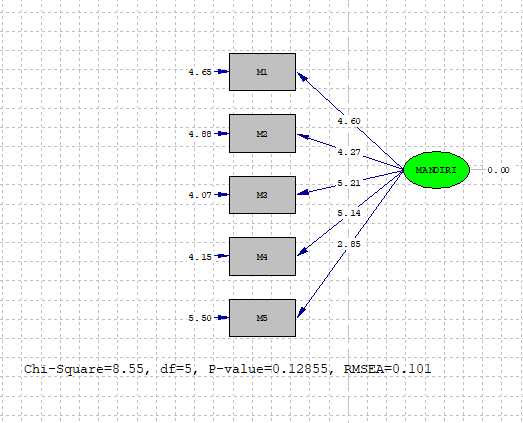 4.65 M1
4.60
4.88 M2
4.27
MANDIRI 0.00
5.21
4.07 M3
5.14
2.85
4.15 M4
5.50 M5
Chi-Square=8.55, df=5, P-value=0.12855, RMSEA=0.101